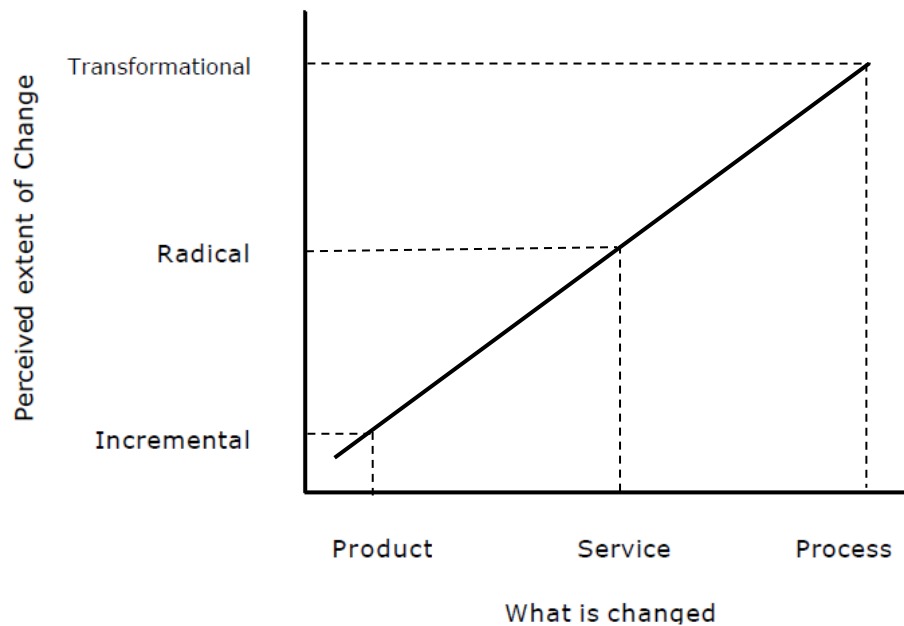 Transformational
Perceived extent of Change
Radical
Incremental
Product Service Process
What is changed